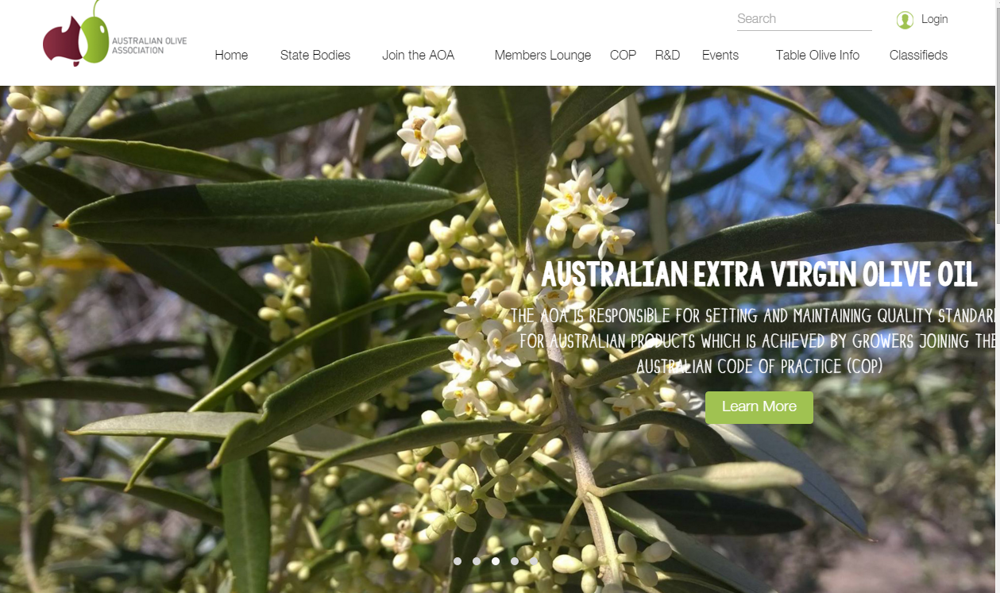 AUSTRALIAN OLIVE
ASSOCIATION
Search
Login
Home
State Bodies
Join the AOA
Members Lounge
COP
R&D
Events
Table Olive Info
Classifieds
AUSTRALIAN EXTRA VIRGIN OLIVE OIL
THE AOA IS RESPONSIBLE FOR SETTING AND MAINTAINING QUALITY STANDAR
FOR AUSTRALIAN PRODUCTS WHICH IS ACHIEVED BY GROWERS JOINING THE
AUSTRALIAN CODE OF PRACTICE (COP)
Learn More